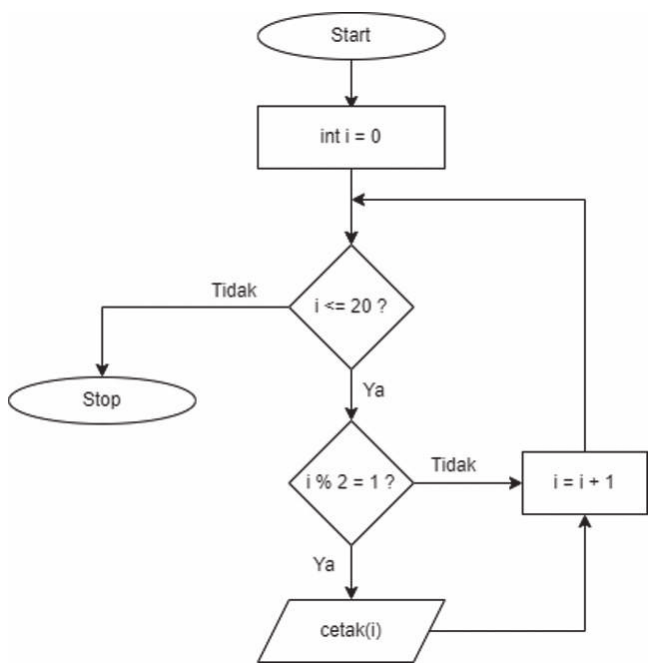 Start
int i = 0
i <= 20 ?
Tidak
Stop
Ya
i % 2 = 1 ?
Tidak
i = i + 1
Ya
cetak(i)